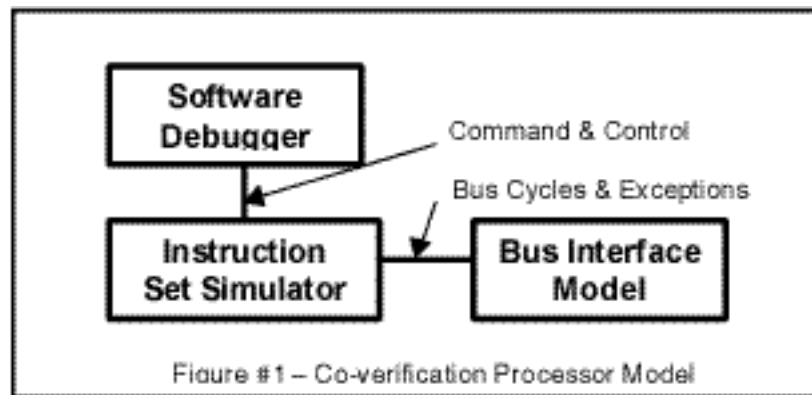 Software
Debugger
Command & Control
Bus Cycles & Exceptions
Instruction
Set Simulator
Bus Interface
Model
Figure #1 – Co-verification Processor Model